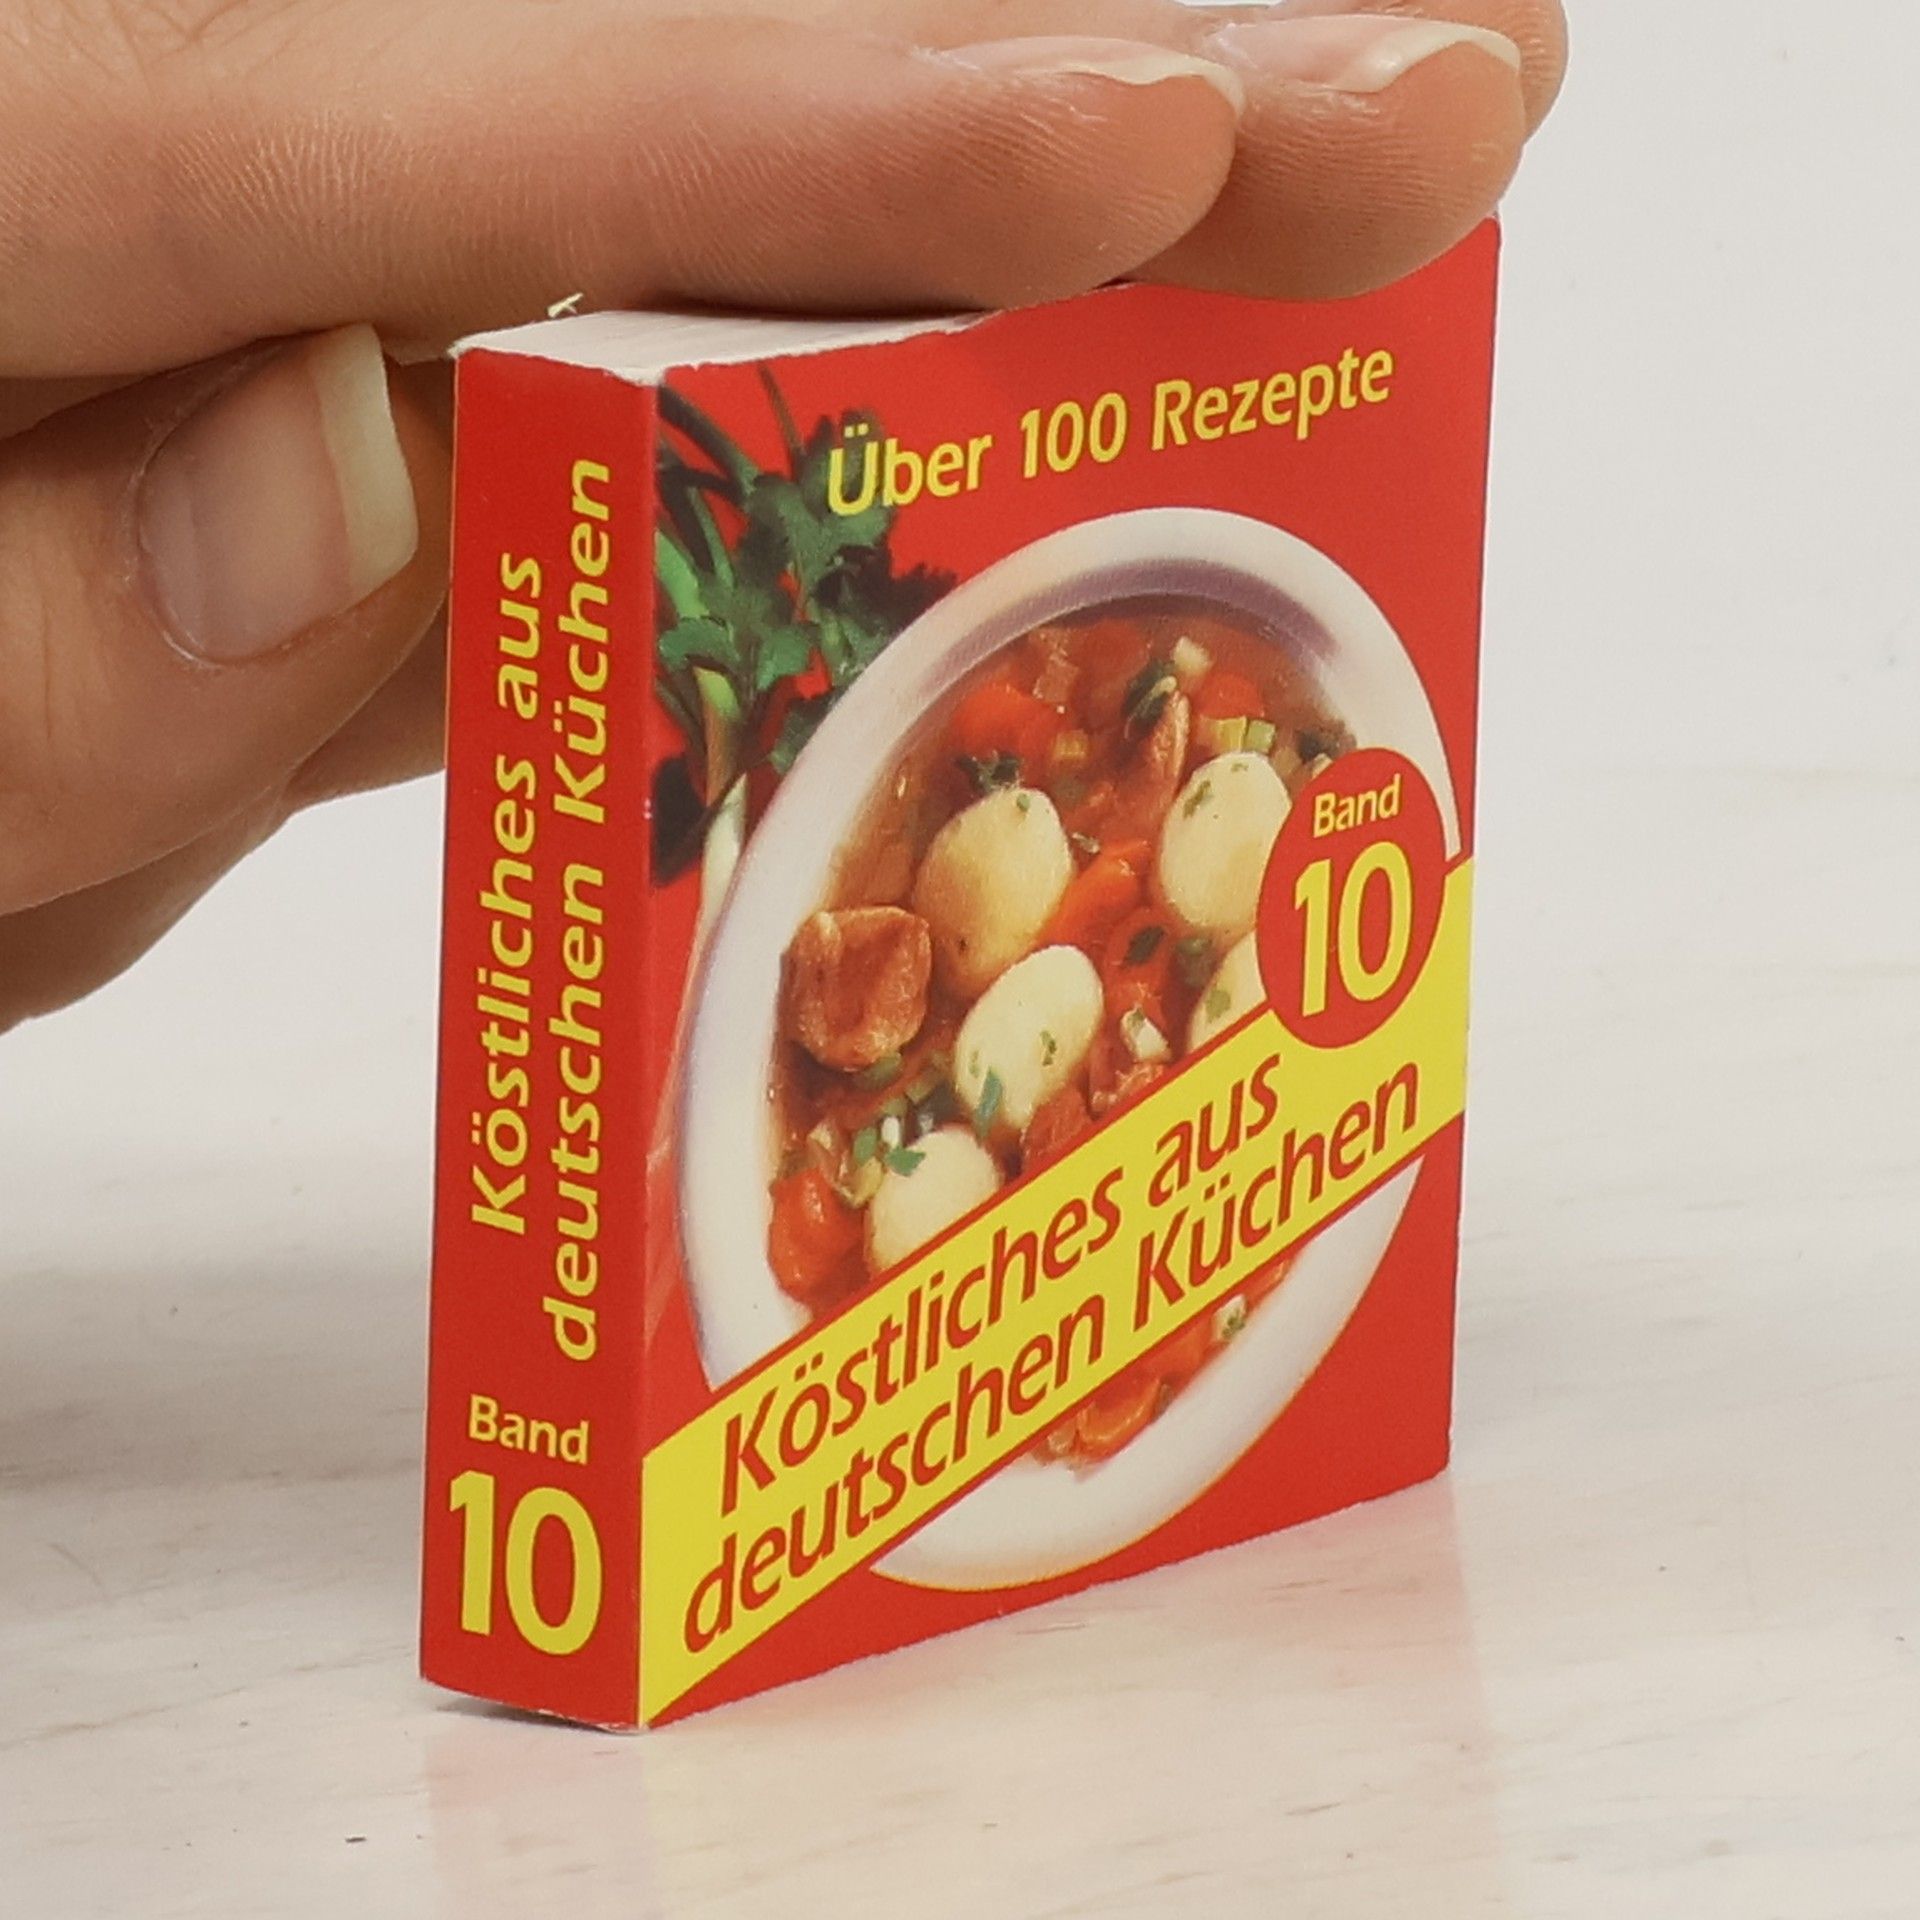 Köstliches aus
deutschen Küchen
Band
10
Über 100 Rezepte
Band
10
Köstliches aus
deutschen Küchen